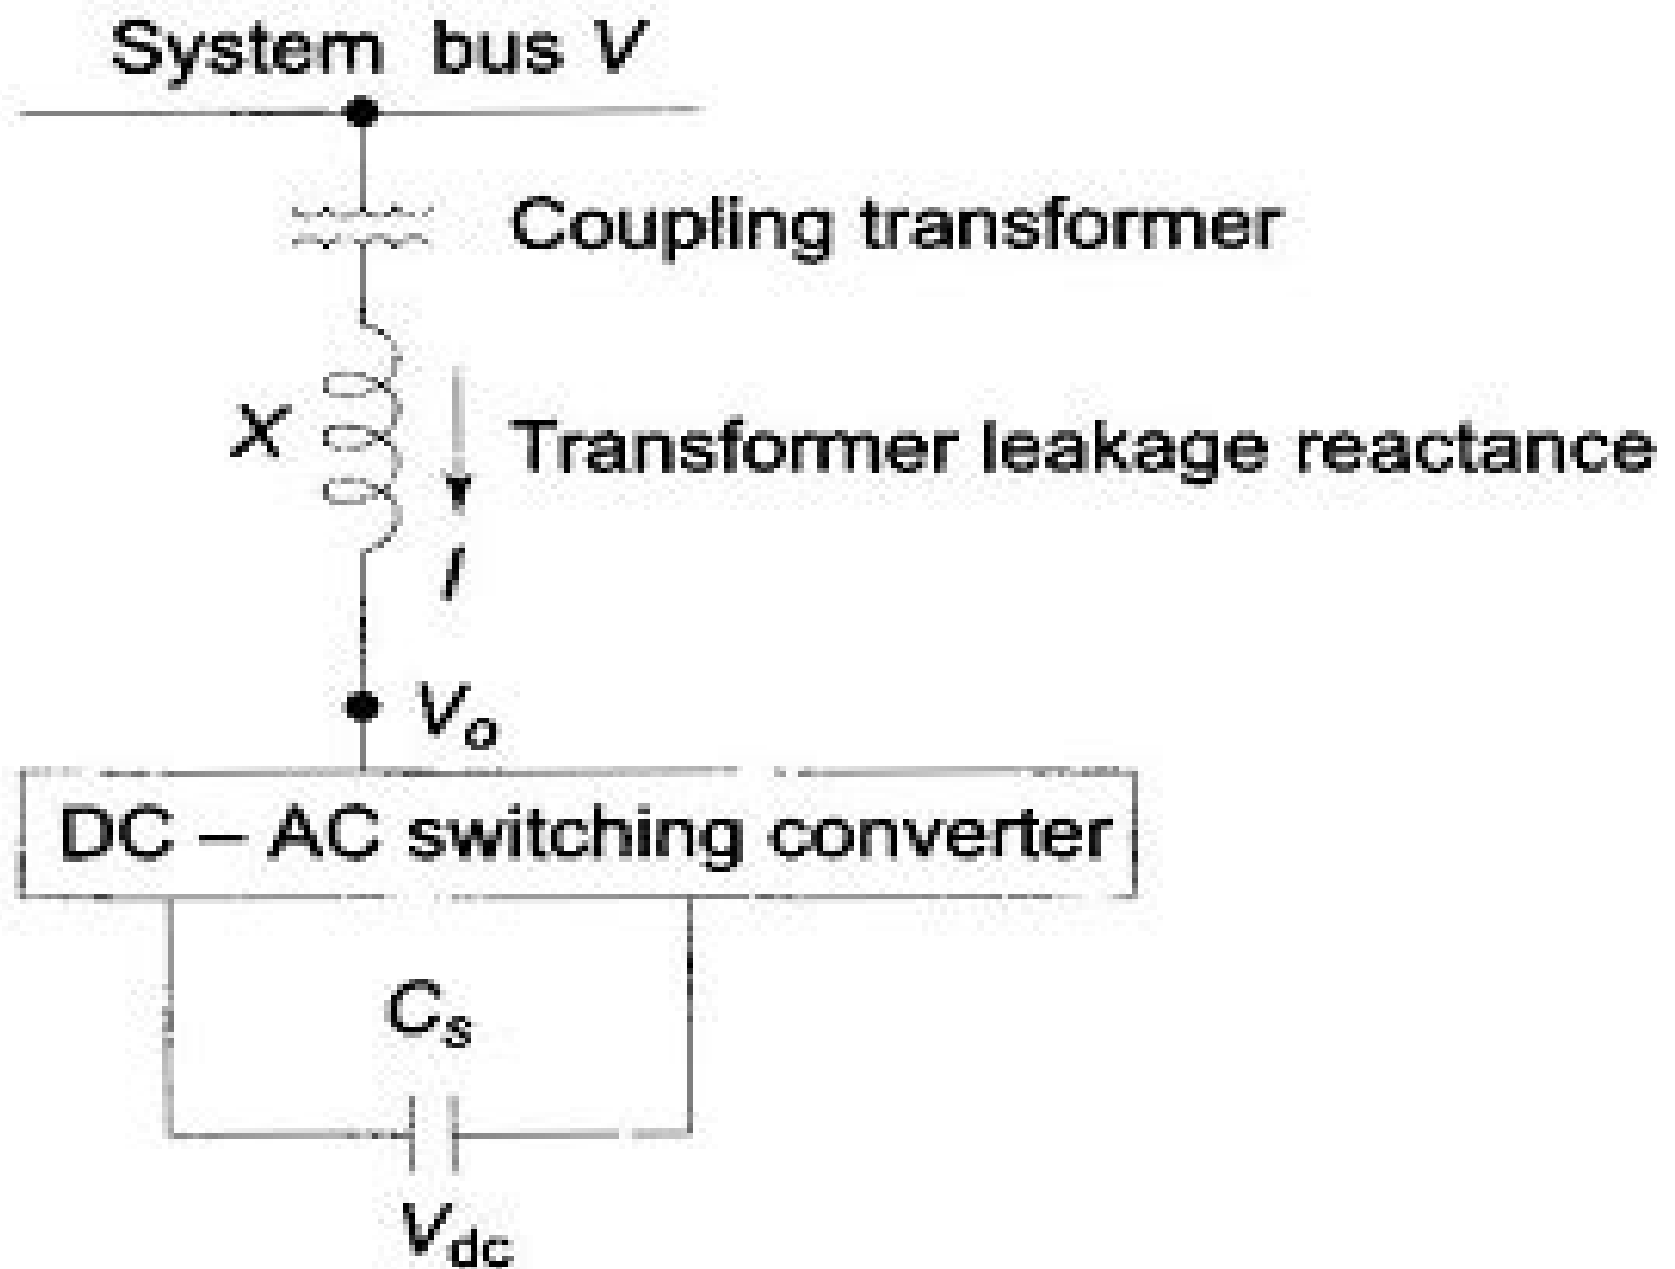 System bus V
Coupling transformer
X
Transformer leakage reactance
I
Vo
DC – AC switching converter
Cs
Vdc